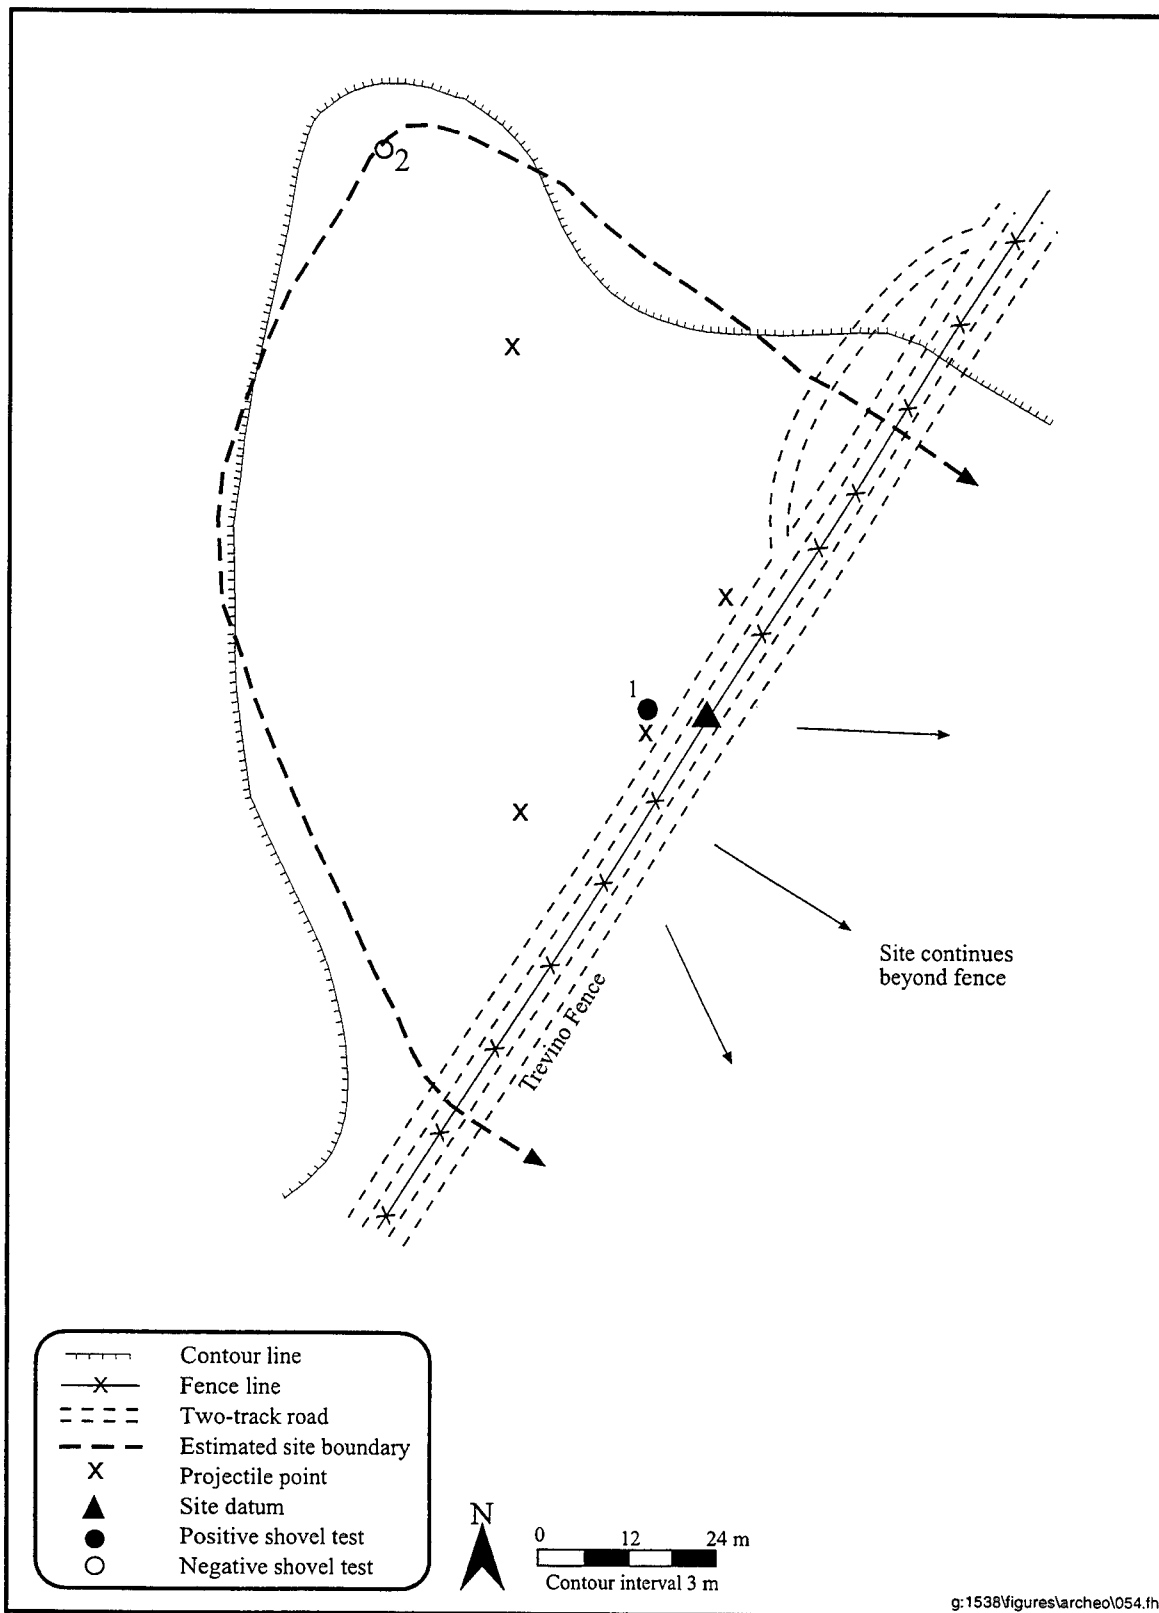 2
X
X
1
X
X
Site continues
beyond fence
Trevino Fence
Contour line
Fence line
Two-track road
Estimated site boundary
X Projectile point
Site datum
Positive shovel test
Negative shovel test
N
0 12 24 m
Contour interval 3 m
g:1538\figures\archeo\054.fh